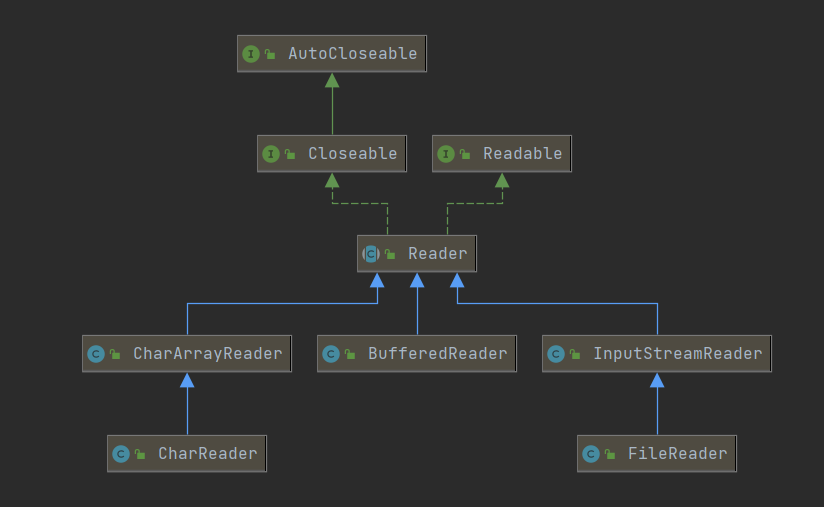 AutoCloseable
Closeable
Readable
Reader
CharArrayReader
BufferedReader
InputStreamReader
CharReader
FileReader